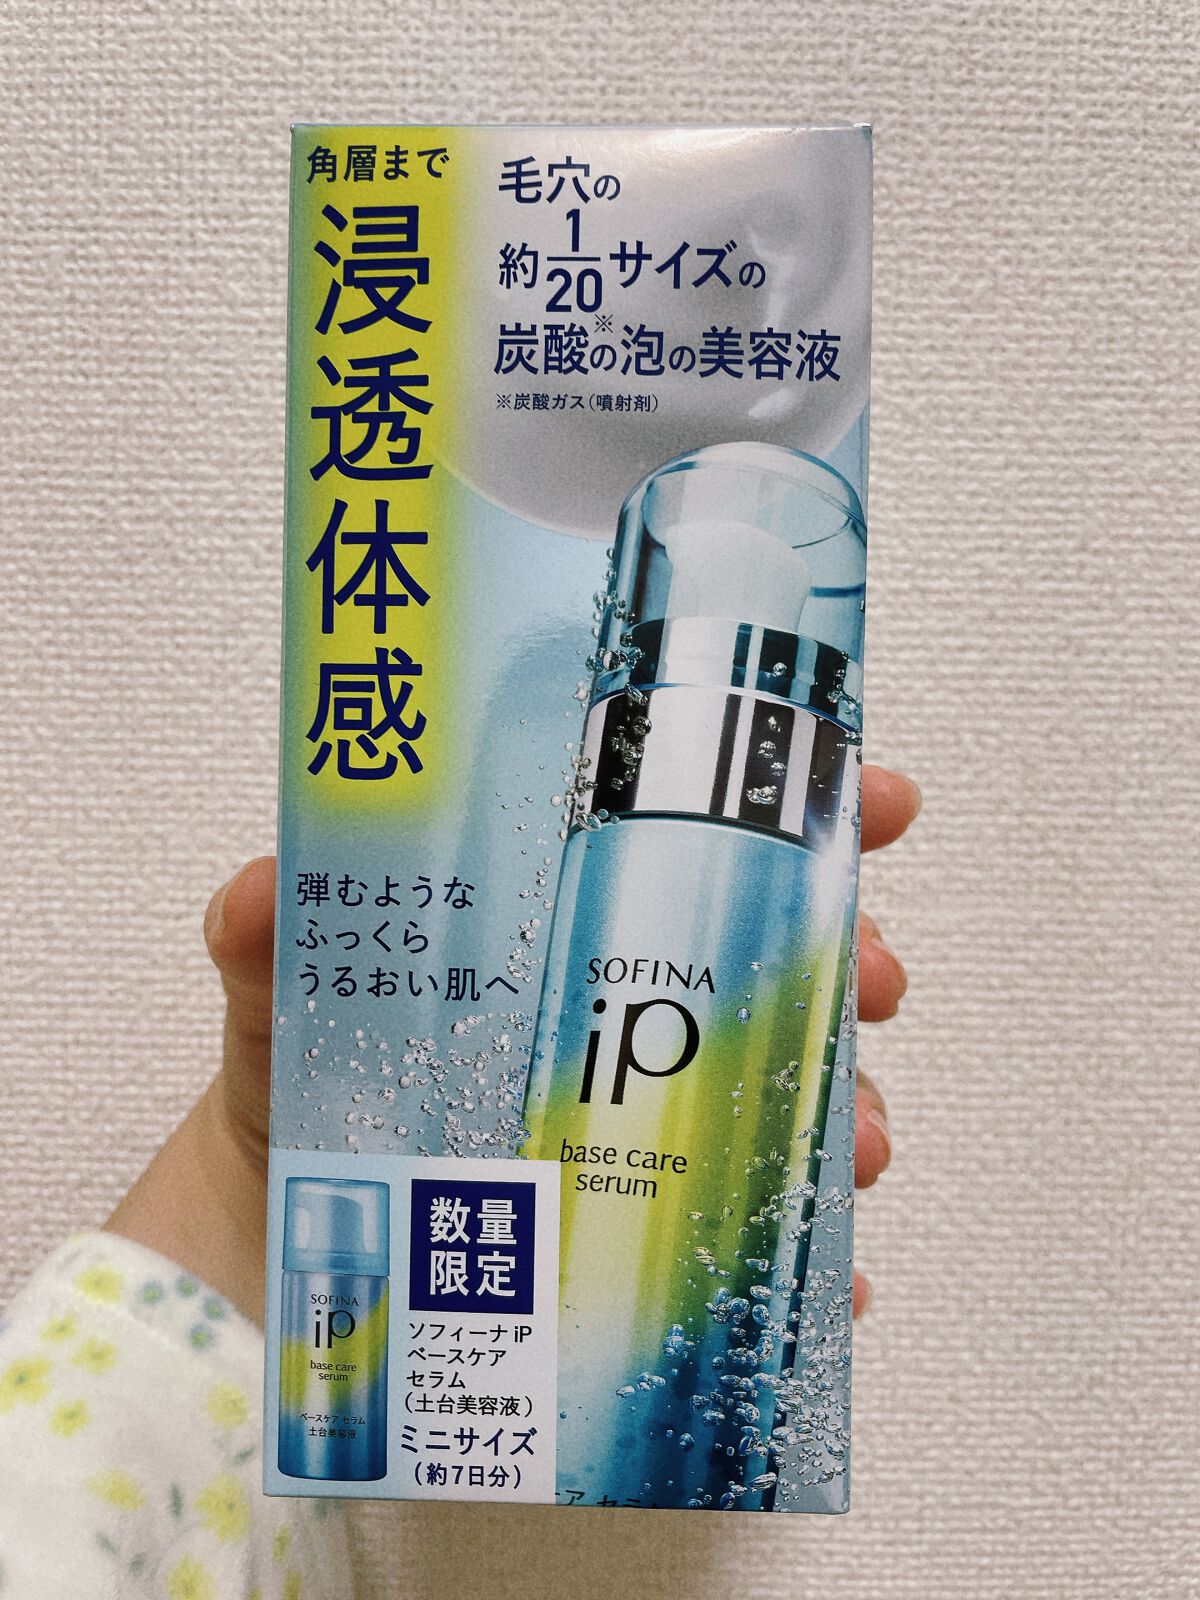 角層まで
浸透体感
毛穴の
約1/20サイズの
炭酸※の泡の美容液
※炭酸ガス（噴射剤）
弾むような
ふっくら
うるおい肌へ
SOFINA
iP
base care
serum
SOFINA
iP
base care
serum
ベースケア セラム
土台美容液
数量
限定
ソフィーナ iP
ベースケア
セラム
（土台美容液）
ミニサイズ
（約7日分）